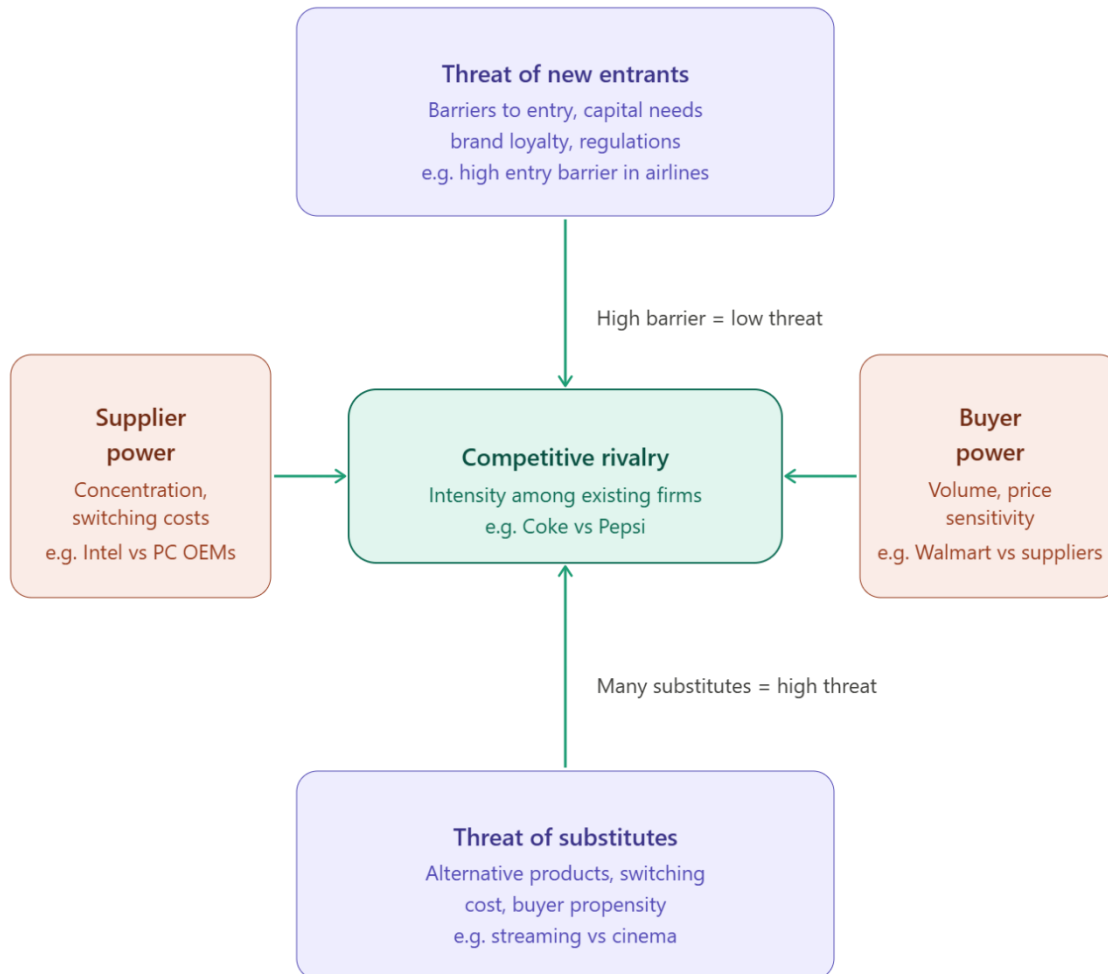 Threat of new entrants
Barriers to entry, capital needs
brand loyalty, regulations
e.g. high entry barrier in airlines
High barrier = low threat
Supplier
power
Concentration,
switching costs
e.g. Intel vs PC OEMs
Competitive rivalry
Intensity among existing firms
e.g. Coke vs Pepsi
Buyer
power
Volume, price
sensitivity
e.g. Walmart vs suppliers
Many substitutes = high threat
Threat of substitutes
Alternative products, switching
cost, buyer propensity
e.g. streaming vs cinema